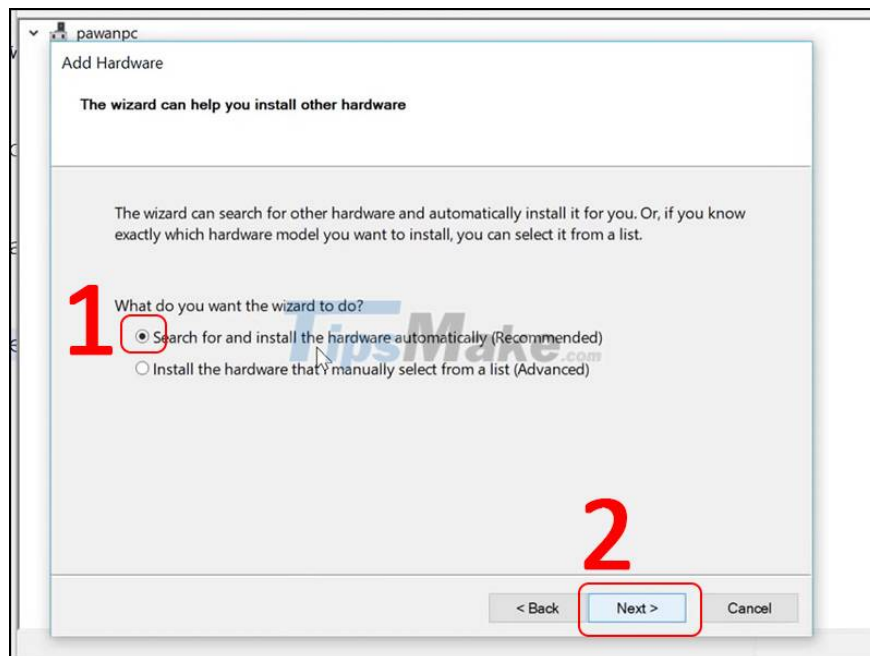 pawanpc
Add Hardware
The wizard can help you install other hardware
The wizard can search for other hardware and automatically install it for you. Or, if you know
exactly which hardware model you want to install, you can select it from a list.
1
What do you want the wizard to do?
Search for and install the hardware automatically (Recommended)
TipsMake.com
Install the hardware that I manually select from a list (Advanced)
2
< Back
Next >
Cancel